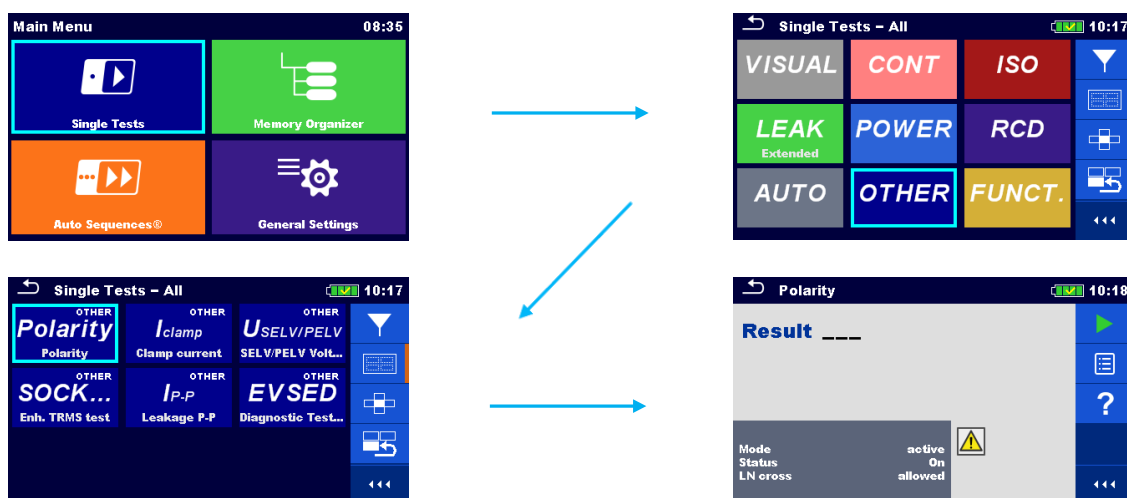 Main Menu 08:35
Single Tests
Memory Organizer
Auto Sequences®
General Settings
Single Tests – All 10:17
VISUAL CONT ISO
LEAK POWER RCD
Extended
AUTO OTHER FUNCT.
Single Tests – All 10:17
OTHER OTHER OTHER
Polarity Iclamp USELV/PELV
Polarity Clamp current SELV/PELV Volt...
OTHER OTHER OTHER
SOCK... IP-P EVSED
Enh. TRMS test Leakage P-P Diagnostic Test...
Polarity 10:18
Result ___
?
Mode active
Status On
LN cross allowed